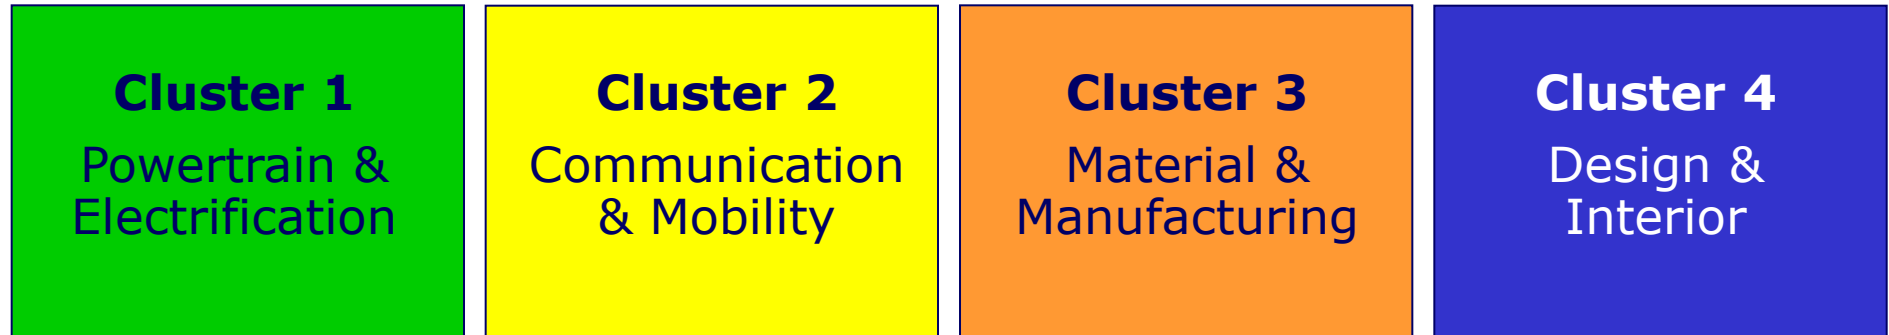 Cluster 1
Powertrain &
Electrification
Cluster 2
Communication
& Mobility
Cluster 3
Material &
Manufacturing
Cluster 4
Design &
Interior